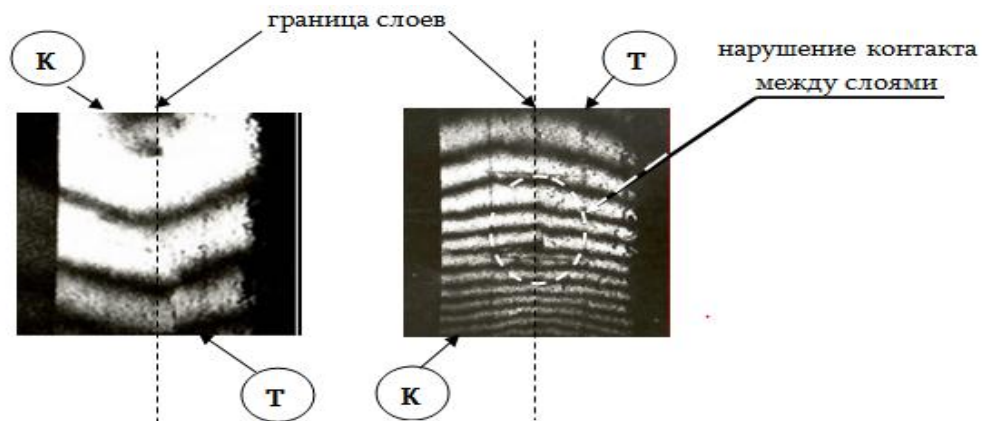 граница слоев
К
Т
нарушение контакта
между слоями
Т
К